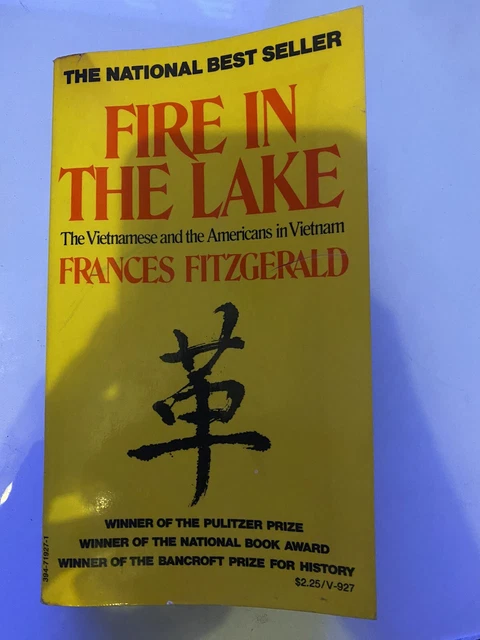 THE NATIONAL BEST SELLER
FIRE IN
THE LAKE
The Vietnamese and the Americans in Vietnam
FRANCES FITZGERALD
革
WINNER OF THE PULITZER PRIZE
WINNER OF THE NATIONAL BOOK AWARD
WINNER OF THE BANCROFT PRIZE FOR HISTORY
$2.25/V-927
394-71927-1